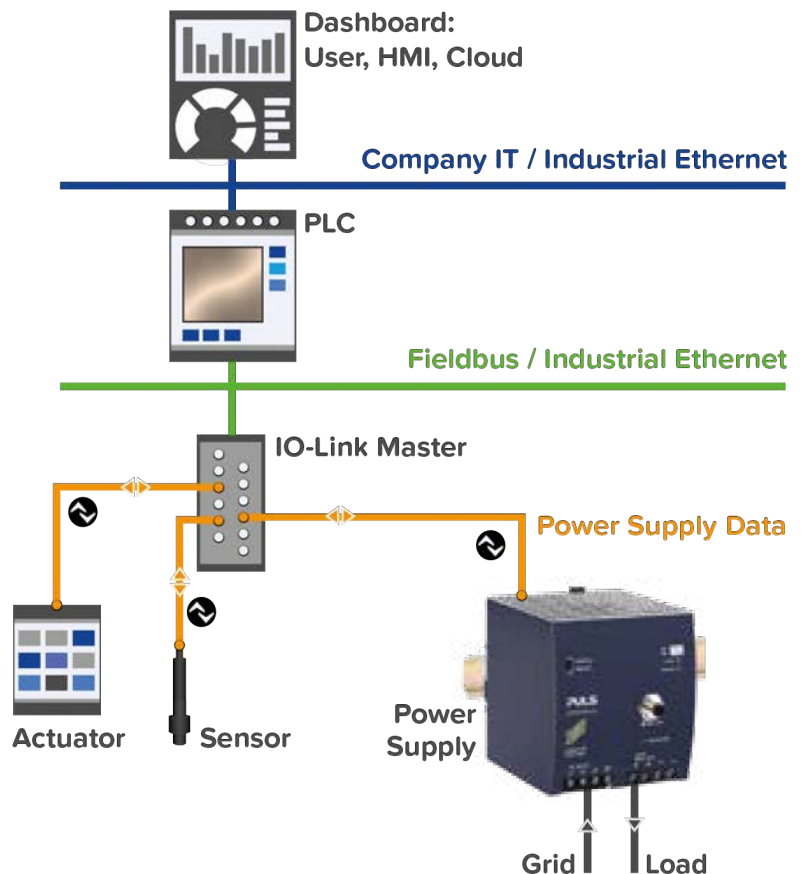 Dashboard:
User, HMI, Cloud
Company IT / Industrial Ethernet
PLC
Fieldbus / Industrial Ethernet
IO-Link Master
Power Supply Data
PULS
Actuator
Sensor
Power
Supply
Grid
Load